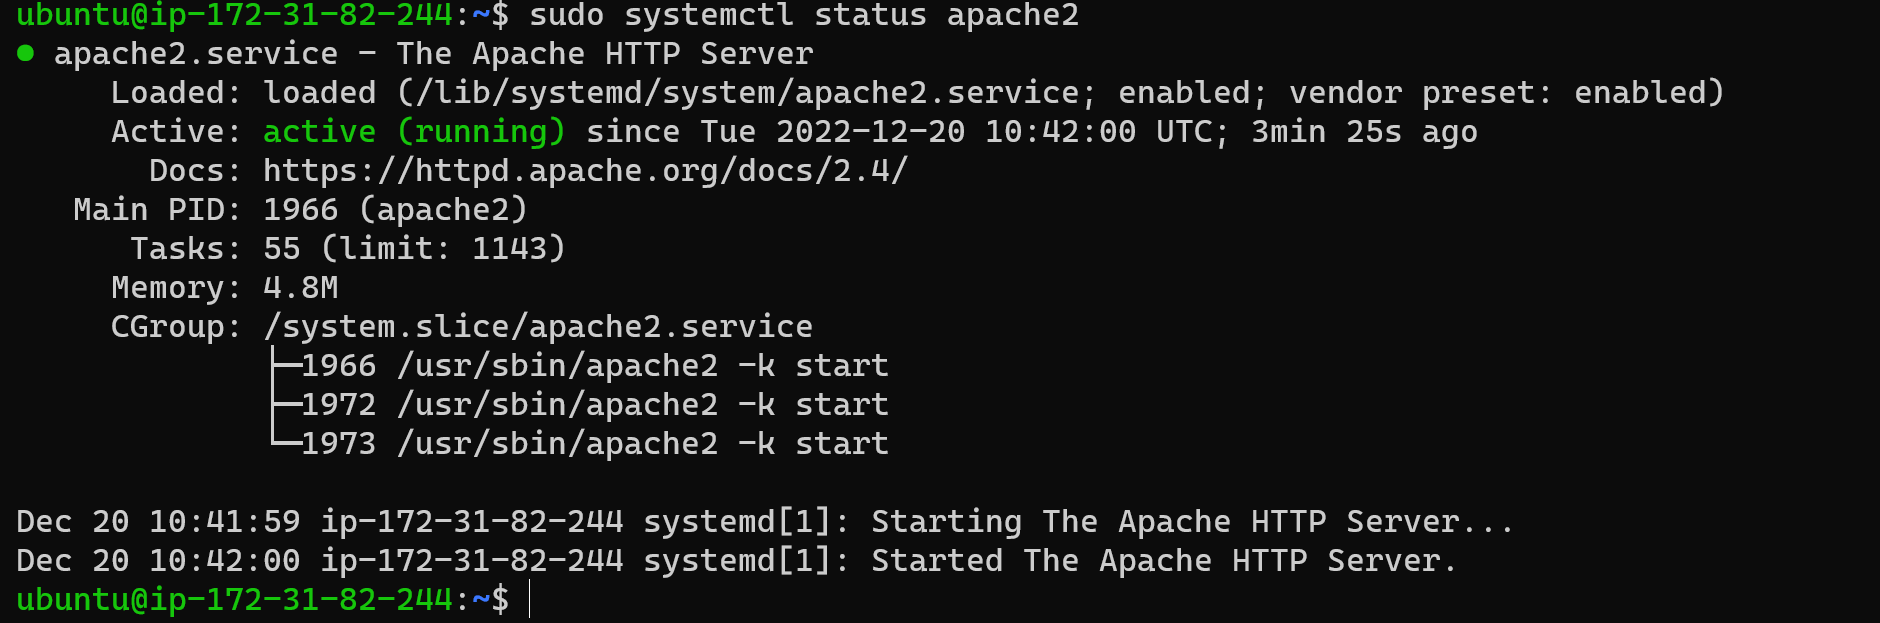 ubuntu@ip-172-31-82-244:~$ sudo systemctl status apache2
● apache2.service - The Apache HTTP Server
     Loaded: loaded (/lib/systemd/system/apache2.service; enabled; vendor preset: enabled)
     Active: active (running) since Tue 2022-12-20 10:42:00 UTC; 3min 25s ago
       Docs: https://httpd.apache.org/docs/2.4/
   Main PID: 1966 (apache2)
      Tasks: 55 (limit: 1143)
     Memory: 4.8M
     CGroup: /system.slice/apache2.service
             ├─1966 /usr/sbin/apache2 -k start
             ├─1972 /usr/sbin/apache2 -k start
             └─1973 /usr/sbin/apache2 -k start

Dec 20 10:41:59 ip-172-31-82-244 systemd[1]: Starting The Apache HTTP Server...
Dec 20 10:42:00 ip-172-31-82-244 systemd[1]: Started The Apache HTTP Server.
ubuntu@ip-172-31-82-244:~$